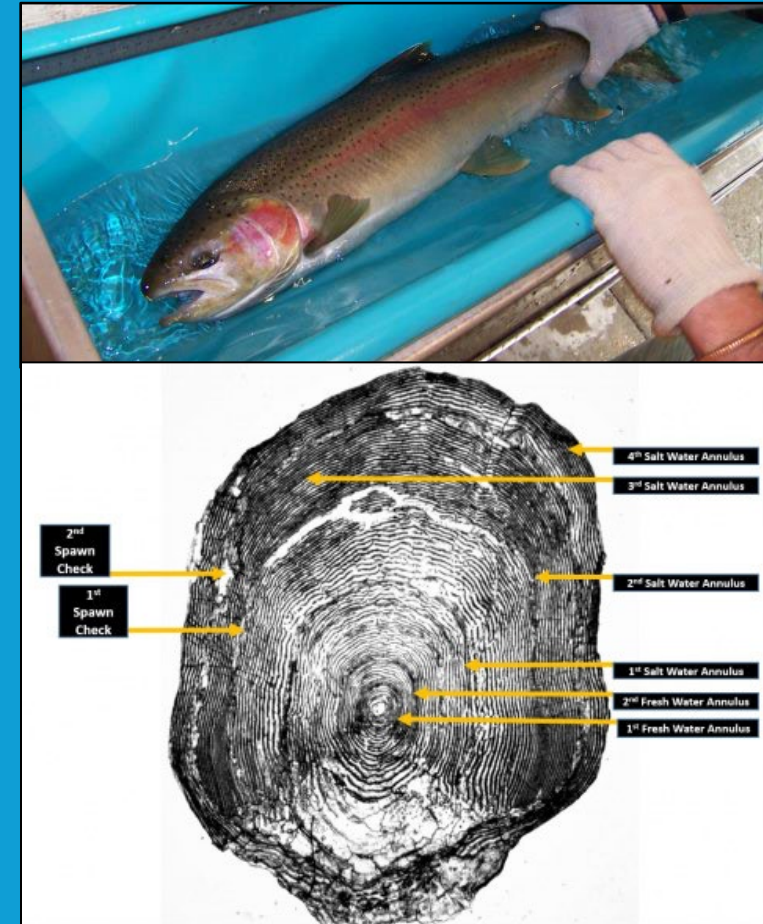 4th Salt Water Annulus
3rd Salt Water Annulus
2nd
Spawn
Check
2nd Salt Water Annulus
1st
Spawn
Check
1st Salt Water Annulus
2nd Fresh Water Annulus
1st Fresh Water Annulus